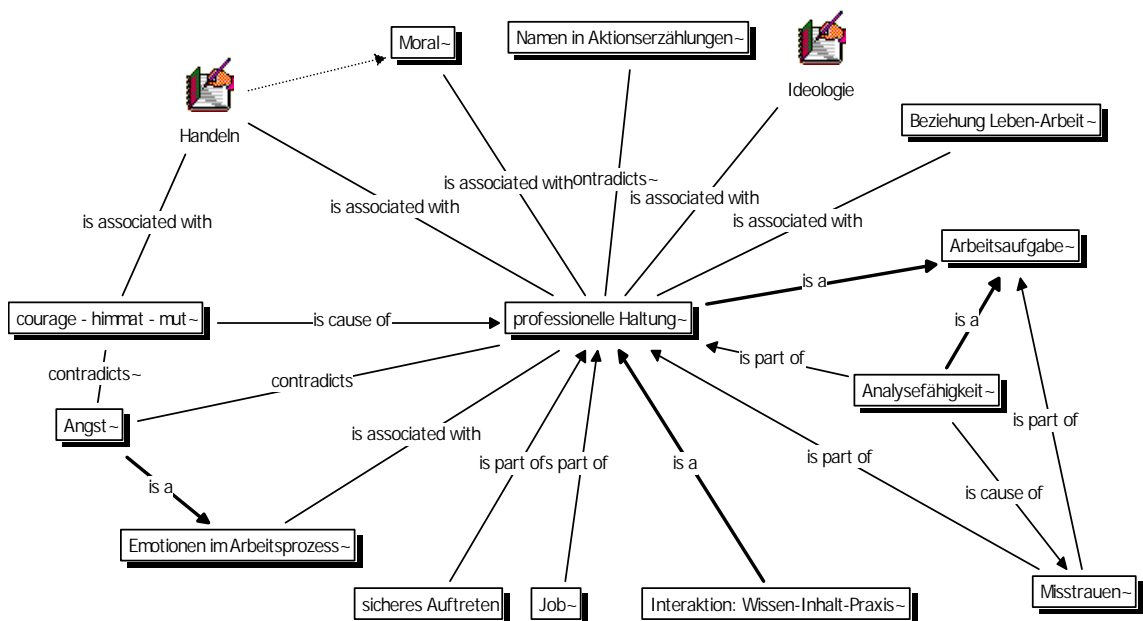 Moral~
Namen in Aktionserzählungen~
Ideologie
Handeln
Beziehung Leben-Arbeit~
is associated with
ontradicts~
is associated with
is associated with
is associated with
is associated with
Arbeitsaufgabe~
is a
courage - himmat - mut~
is cause of
professionelle Haltung~
is a
is part of
contradicts~
contradicts
Analysefähigkeit~
Angst~
is part of
is associated with
is a
is part of
s part of
is a
is part of
is cause of
Emotionen im Arbeitsprozess~
sicheres Auftreten
Job~
Interaktion: Wissen-Inhalt-Praxis~
Misstrauen~